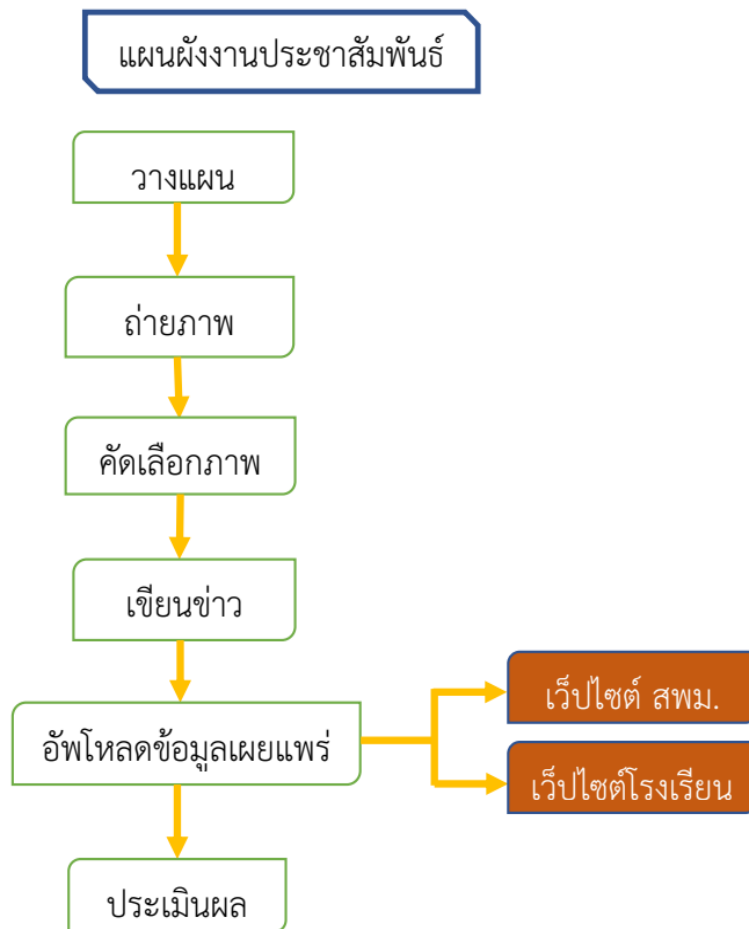 แผนผังงานประชาสัมพันธ์
วางแผน
ถ่ายภาพ
คัดเลือกภาพ
เขียนข่าว
อัพโหลดข้อมูลเผยแพร่
เว็ปไซต์ สพม.
เว็ปไซต์โรงเรียน
ประเมินผล